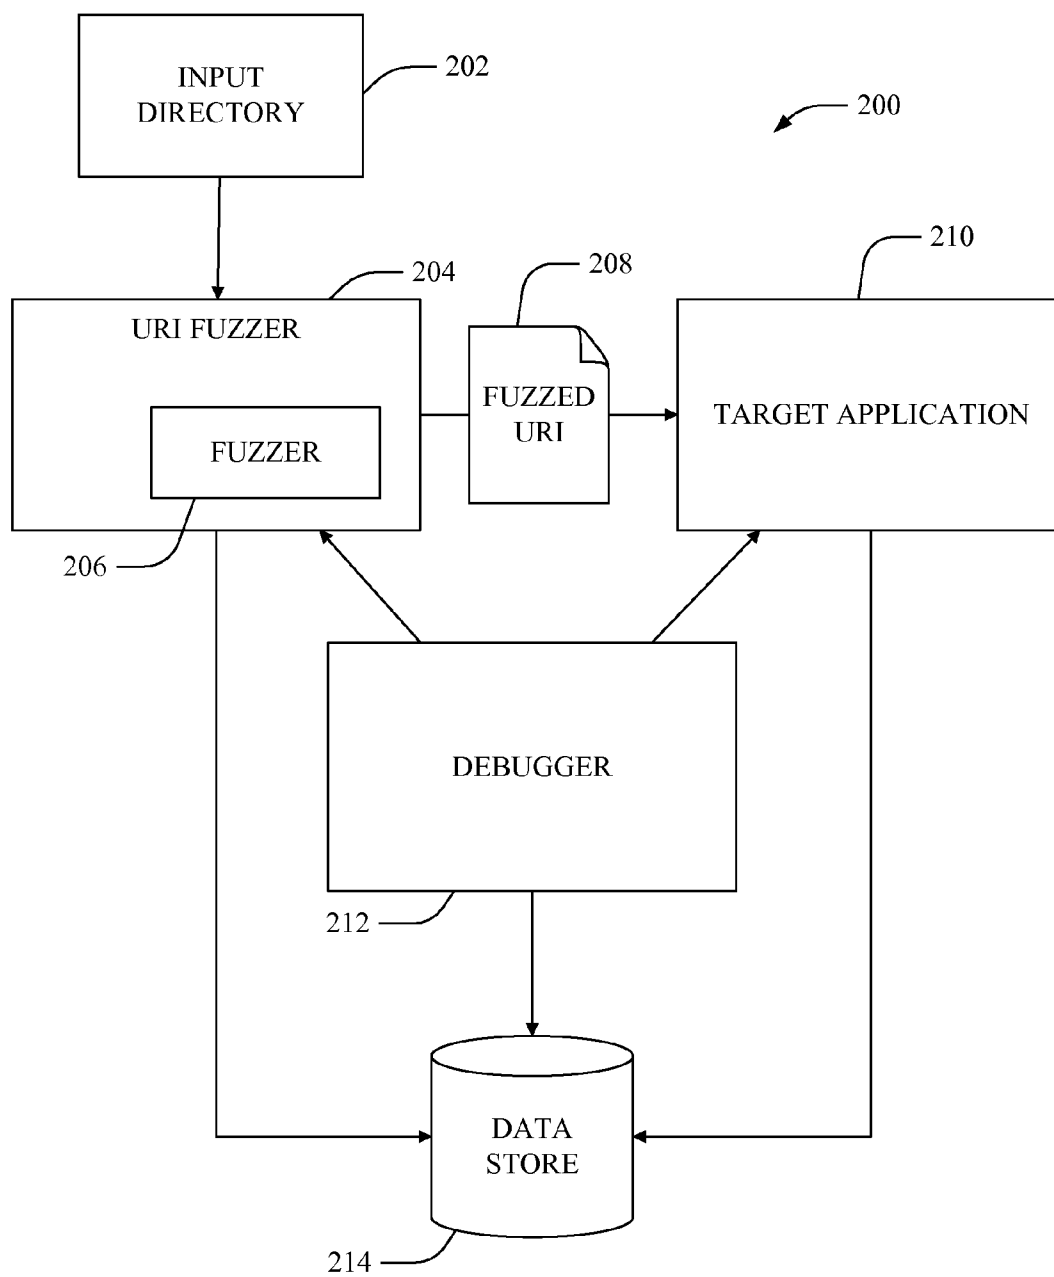 INPUT
DIRECTORY
202
200
210
204
208
URI FUZZER
FUZZED
URI
TARGET APPLICATION
FUZZER
206
DEBUGGER
212
DATA
STORE
214